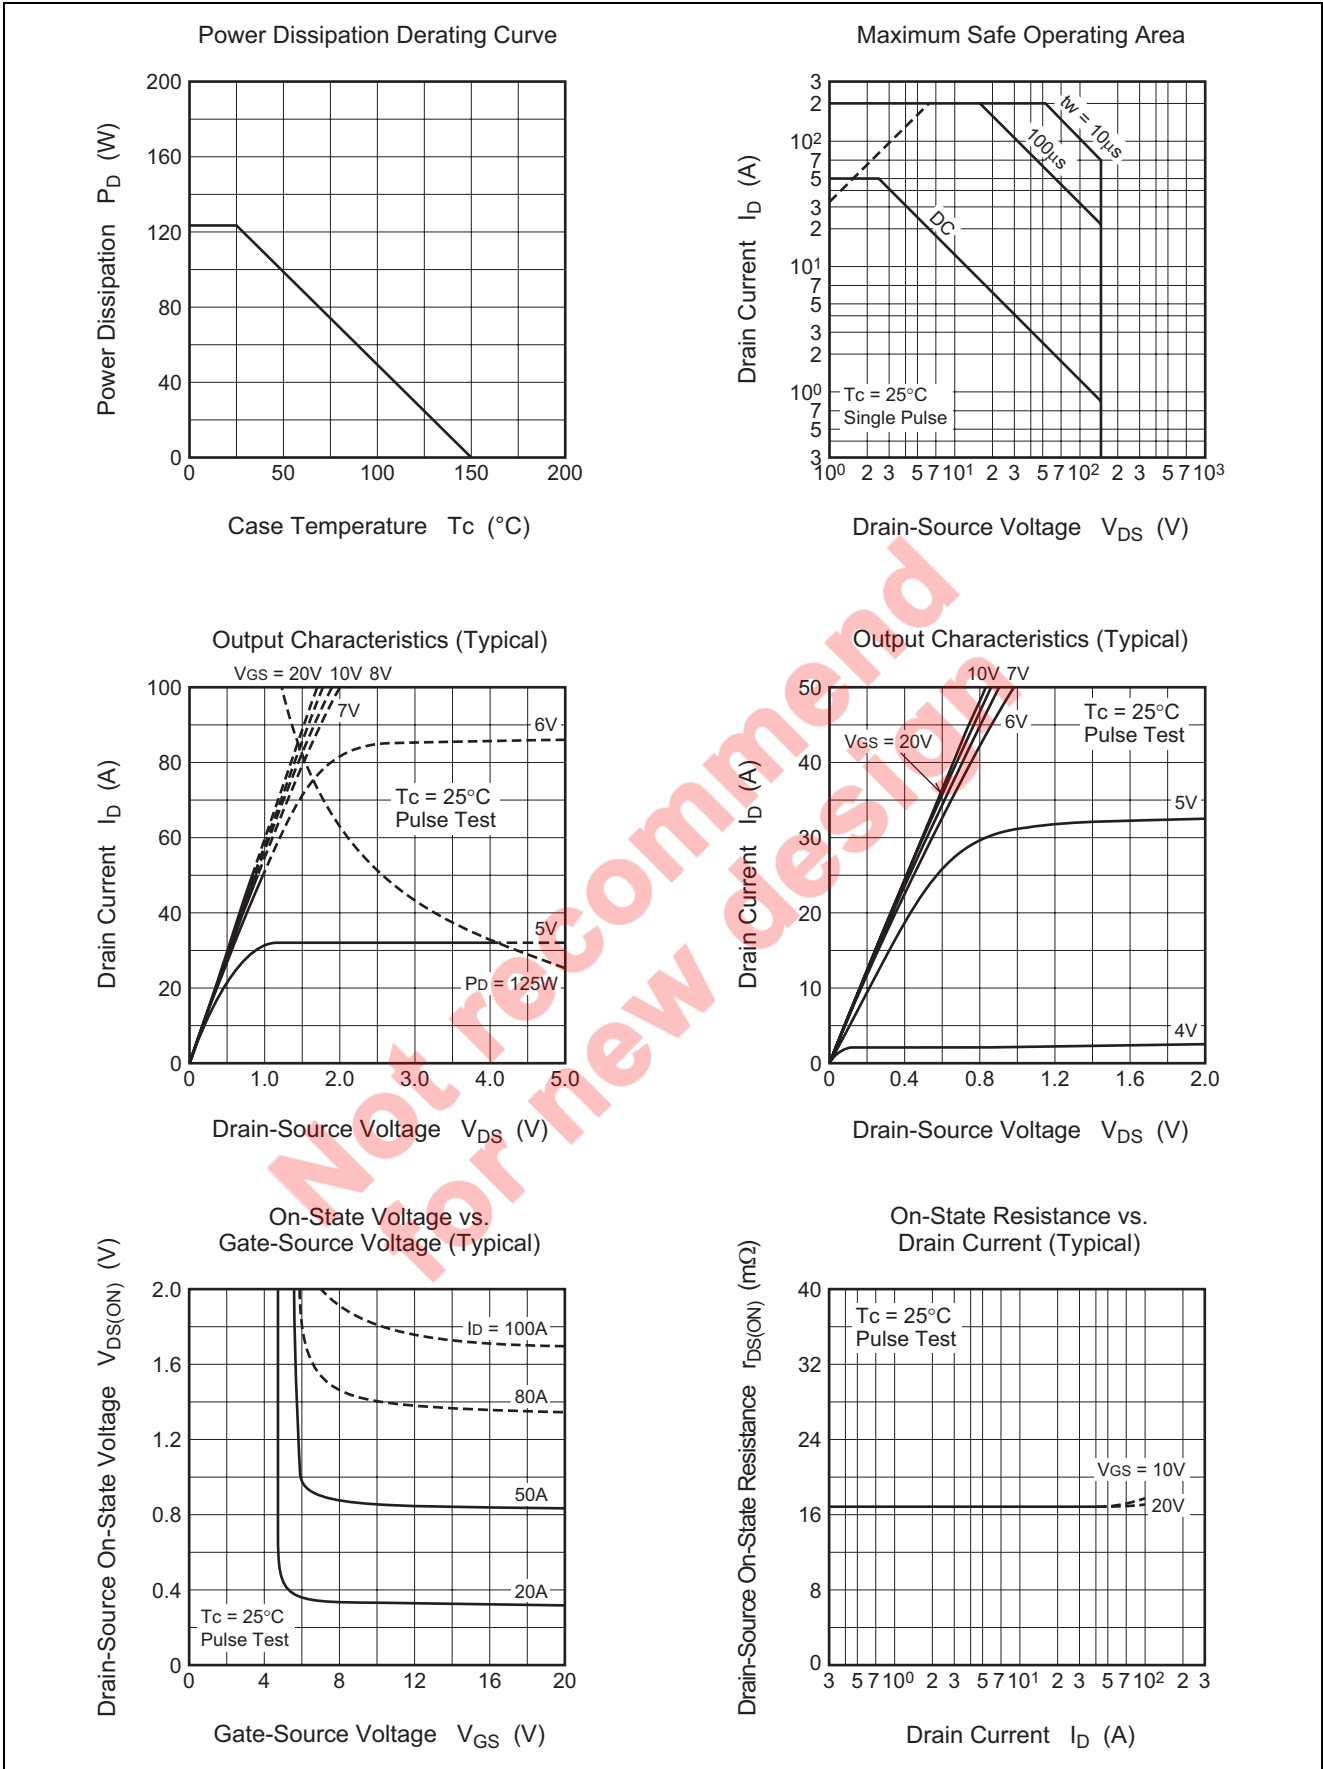 Power Dissipation Derating Curve
Power Dissipation PD (W)
200
160
120
80
40
0
0 50 100 150 200
Case Temperature Tc (°C)
Maximum Safe Operating Area
Drain Current ID (A)
3
2
10²
7
5
3
2
10¹
7
5
3
2
10⁰
7
5
3
tw = 10μs
100μs
DC
Tc = 25°C
Single Pulse
10⁰ 2 3 5 7 10¹ 2 3 5 7 10² 2 3 5 7 10³
Drain-Source Voltage VDS (V)
Output Characteristics (Typical)
Drain Current ID (A)
VGS = 20V 10V 8V
7V
6V
Tc = 25°C
Pulse Test
5V
PD = 125W
100
80
60
40
20
0
0 1.0 2.0 3.0 4.0 5.0
Drain-Source Voltage VDS (V)
Output Characteristics (Typical)
Drain Current ID (A)
10V 7V
6V
VGS = 20V
Tc = 25°C
Pulse Test
5V
4V
50
40
30
20
10
0
0 0.4 0.8 1.2 1.6 2.0
Drain-Source Voltage VDS (V)
On-State Voltage vs.
Gate-Source Voltage (Typical)
Drain-Source On-State Voltage VDS(ON) (V)
2.0
1.6
1.2
0.8
0.4
0
ID = 100A
80A
50A
20A
Tc = 25°C
Pulse Test
0 4 8 12 16 20
Gate-Source Voltage VGS (V)
On-State Resistance vs.
Drain Current (Typical)
Drain-Source On-State Resistance rDS(ON) (mΩ)
40
32
24
16
8
0
Tc = 25°C
Pulse Test
VGS = 10V
20V
3 5 7 10⁰ 2 3 5 7 10¹ 2 3 5 7 10² 2 3
Drain Current ID (A)
Not recommend
for new design